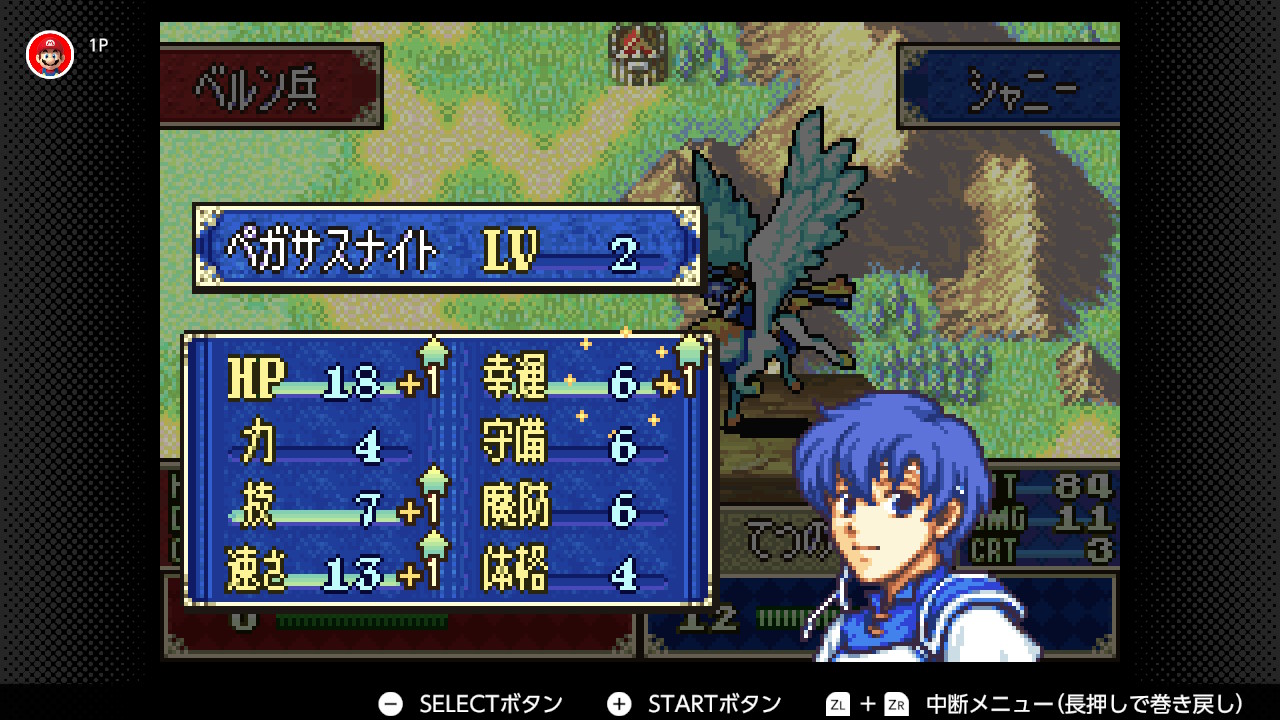 1P
ベルン兵
シャニー
ペガサスナイト LV 2
HP 18 +1 幸運 6 +1
力 4 守備 6
技 7 +1 魔防 6
速さ 13 +1 体格 4
てつの
84
DMG 11
CRT 3
0
12
− SELECTボタン + STARTボタン ZL + ZR 中断メニュー(長押しで巻き戻し)